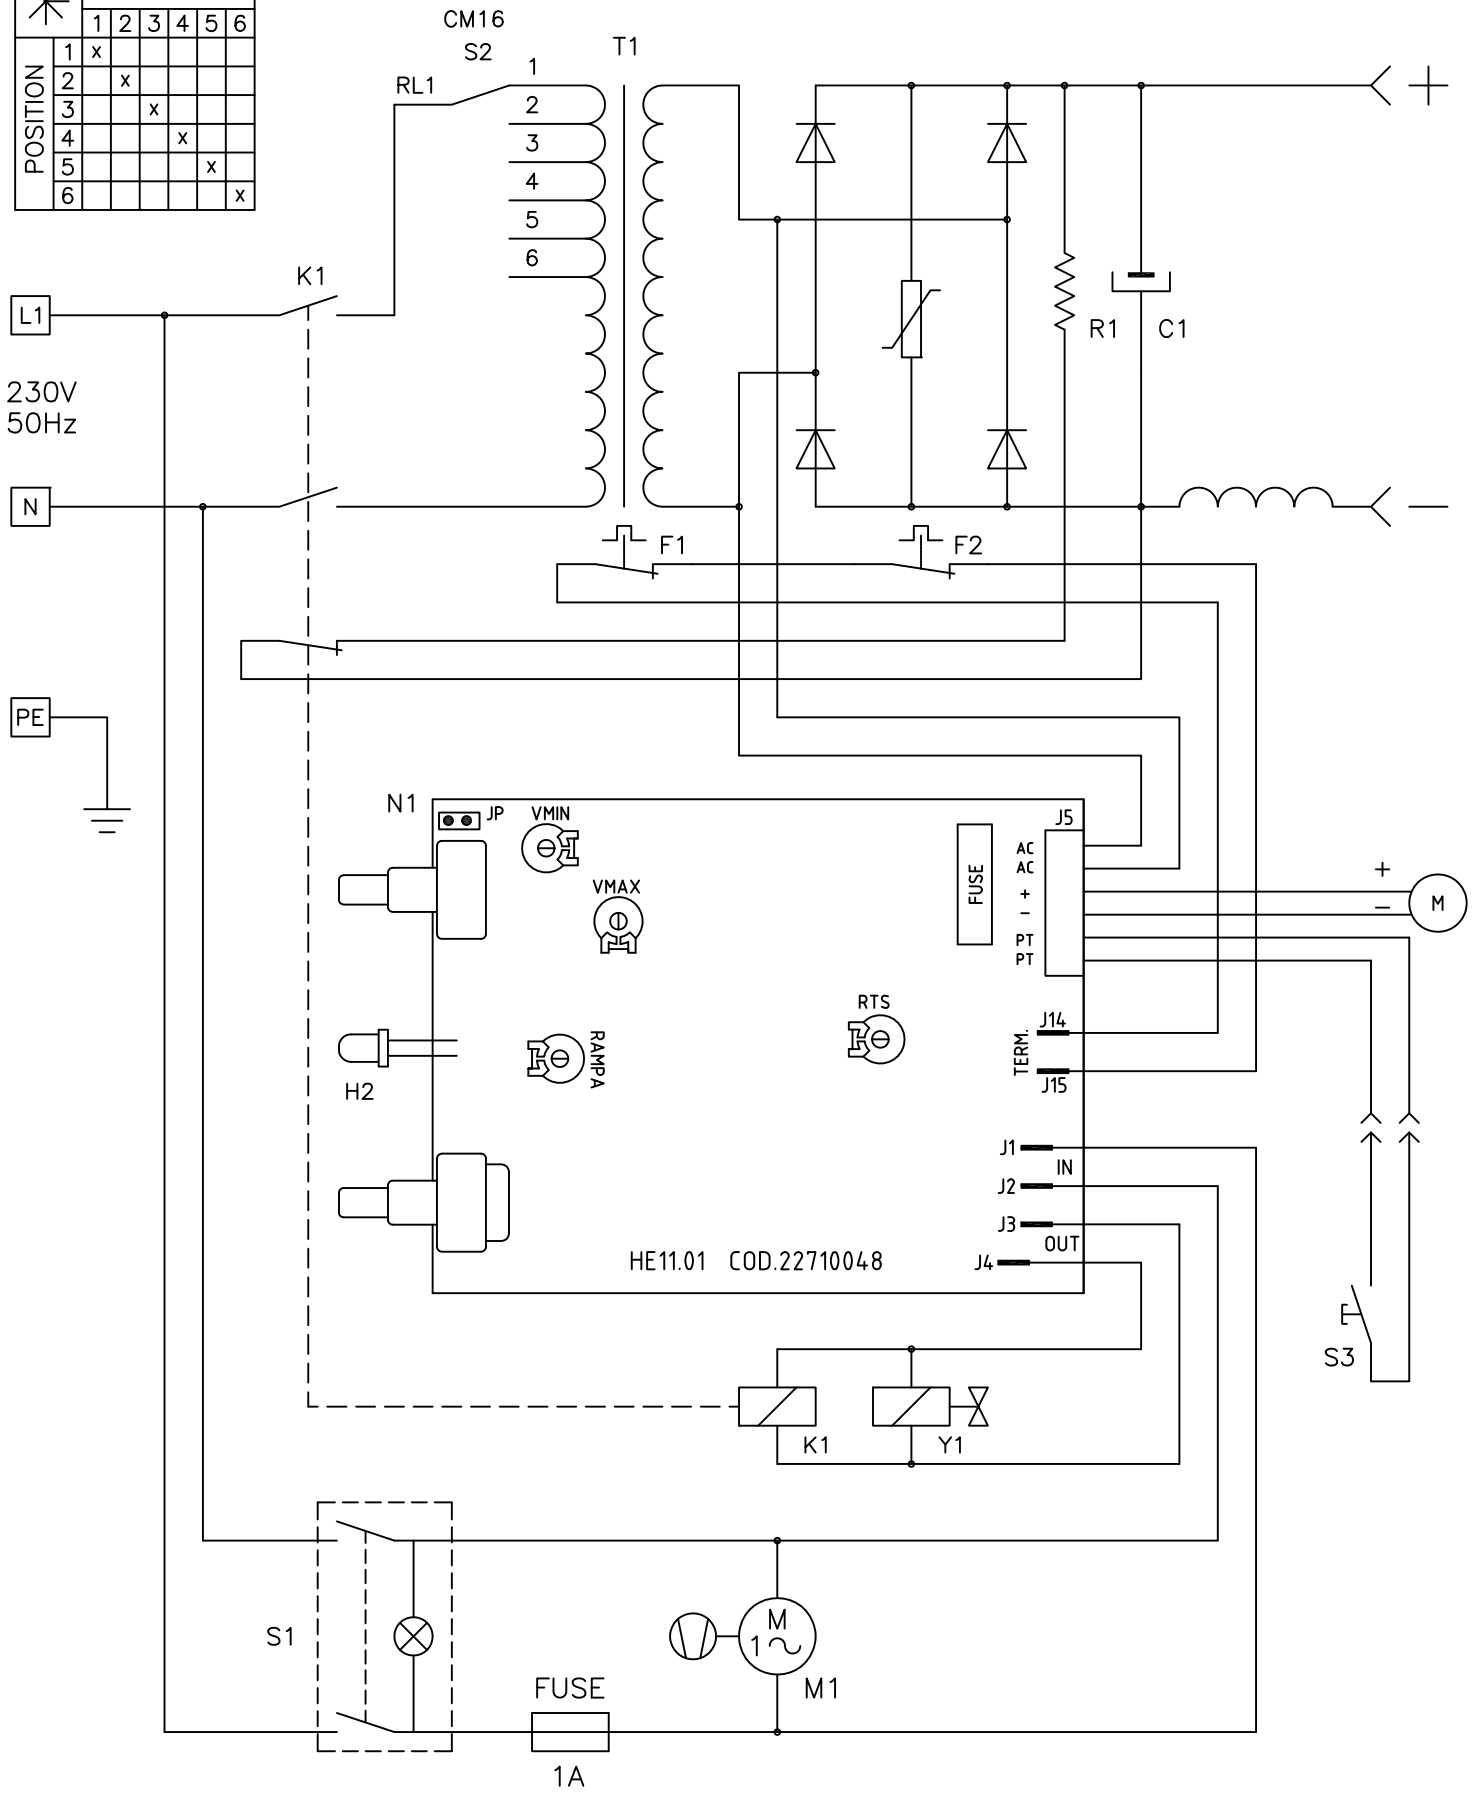 CM16
S2
T1
1 2 3 4 5 6
POSITION
1 x
2 x
3 x
4 x
5 x
6 x
RL1
1
2
3
4
5
6
+
K1
L1
R1
C1
230V
50Hz
N
−
F1
F2
PE
N1
JP
VMIN
VMAX
RAMPA
RTS
FUSE
J5
AC
AC
+
−
PT
PT
+
−
M
J14
TERM.
J15
H2
J1
IN
J2
J3
OUT
J4
HE11.01 COD.22710048
S3
K1
Y1
S1
M
1
M1
FUSE
1A